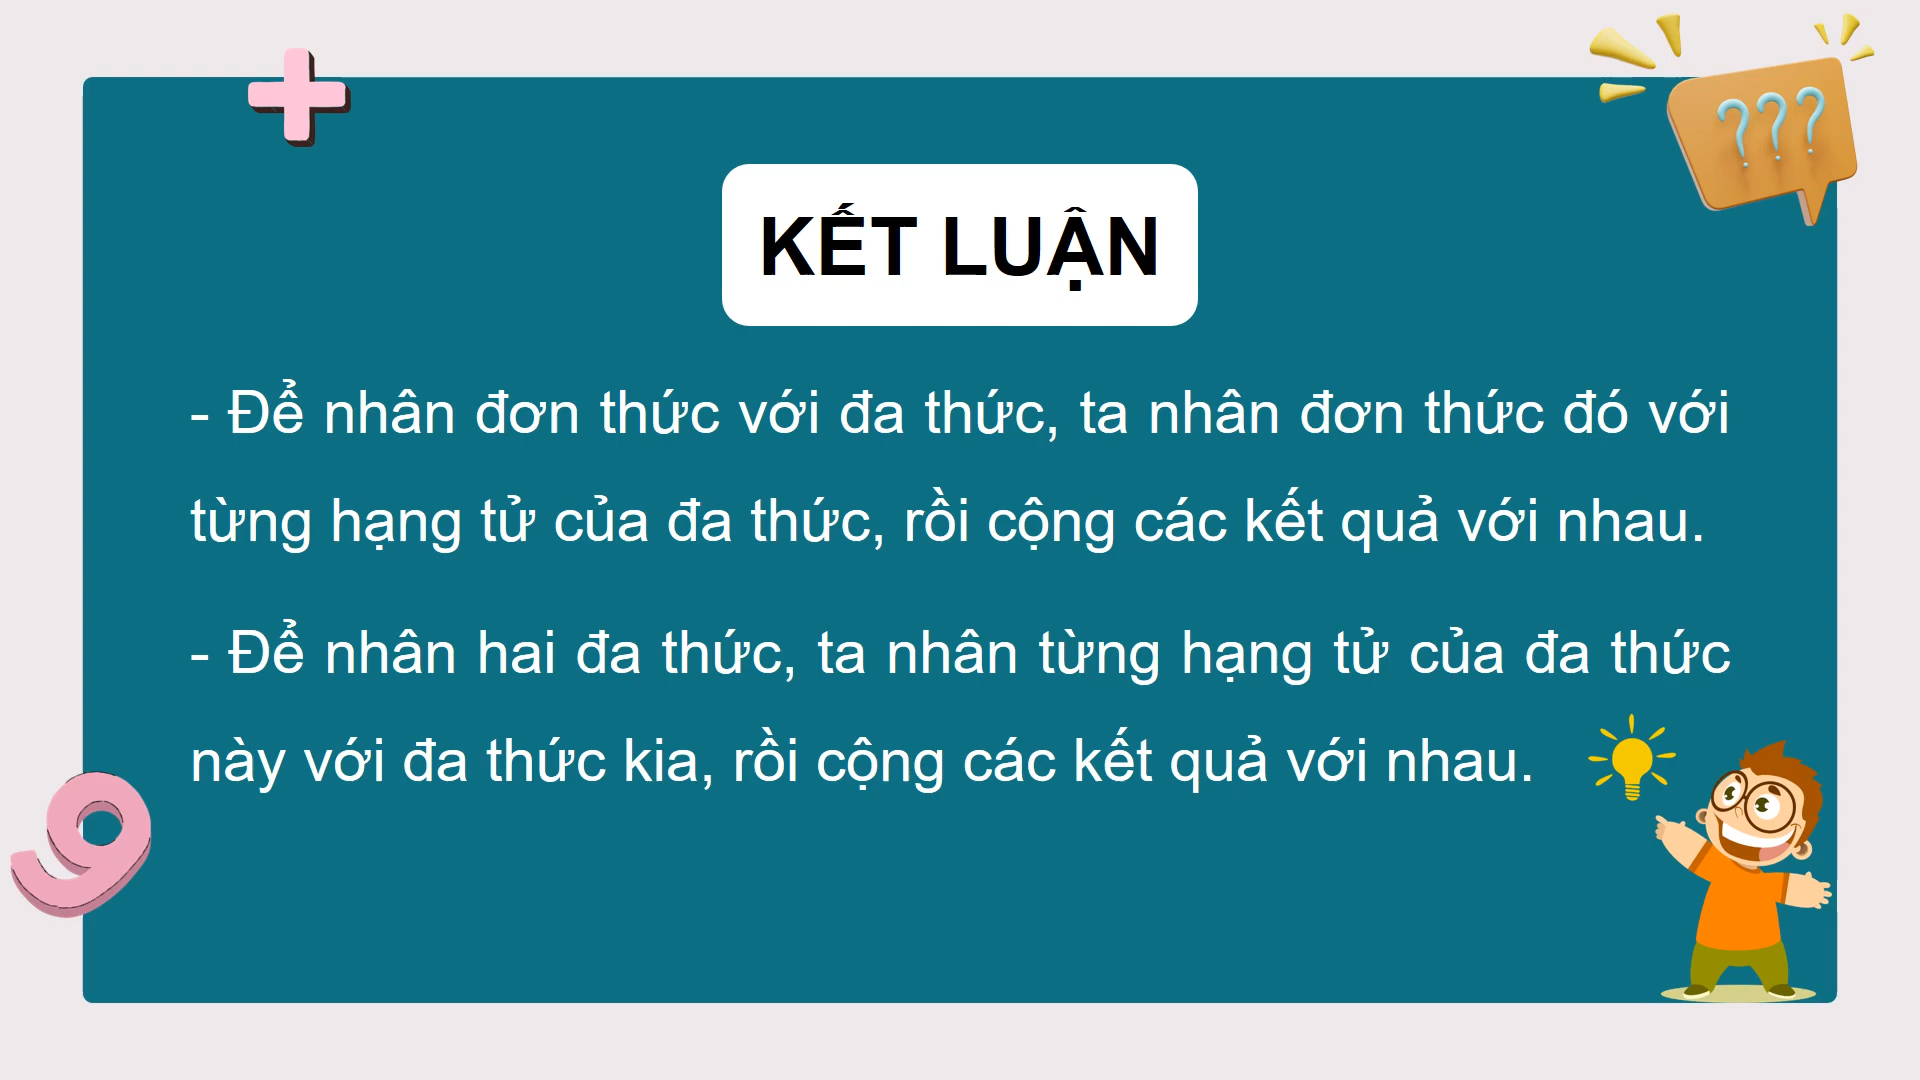 ???
KẾT LUẬN
- Để nhân đơn thức với đa thức, ta nhân đơn thức đó với
từng hạng tử của đa thức, rồi cộng các kết quả với nhau.
- Để nhân hai đa thức, ta nhân từng hạng tử của đa thức
này với đa thức kia, rồi cộng các kết quả với nhau.
9